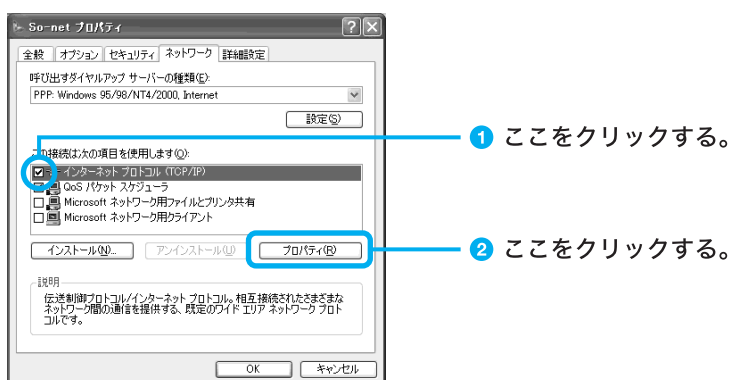 So-net プロパティ
全般 オプション セキュリティ ネットワーク 詳細設定
呼び出すダイヤルアップ サーバーの種類(E):
PPP: Windows 95/98/NT4/2000, Internet
設定(S)
この接続は次の項目を使用します(O):
インターネット プロトコル (TCP/IP)
QoS パケット スケジューラ
Microsoft ネットワーク用ファイルとプリンタ共有
Microsoft ネットワーク用クライアント
インストール(N)... アンインストール(U) プロパティ(R)
説明
伝送制御プロトコル/インターネット プロトコル。相互接続されたさまざまな
ネットワーク間の通信を提供する、既定のワイド エリア ネットワーク プロト
コルです。
OK キャンセル
1 ここをクリックする。
2 ここをクリックする。